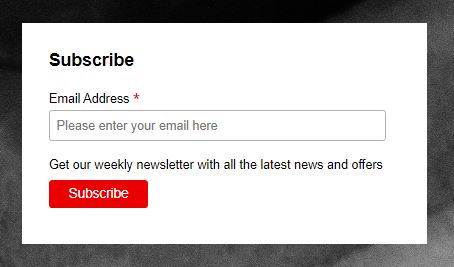 Subscribe
Email Address *
Please enter your email here
Get our weekly newsletter with all the latest news and offers
Subscribe